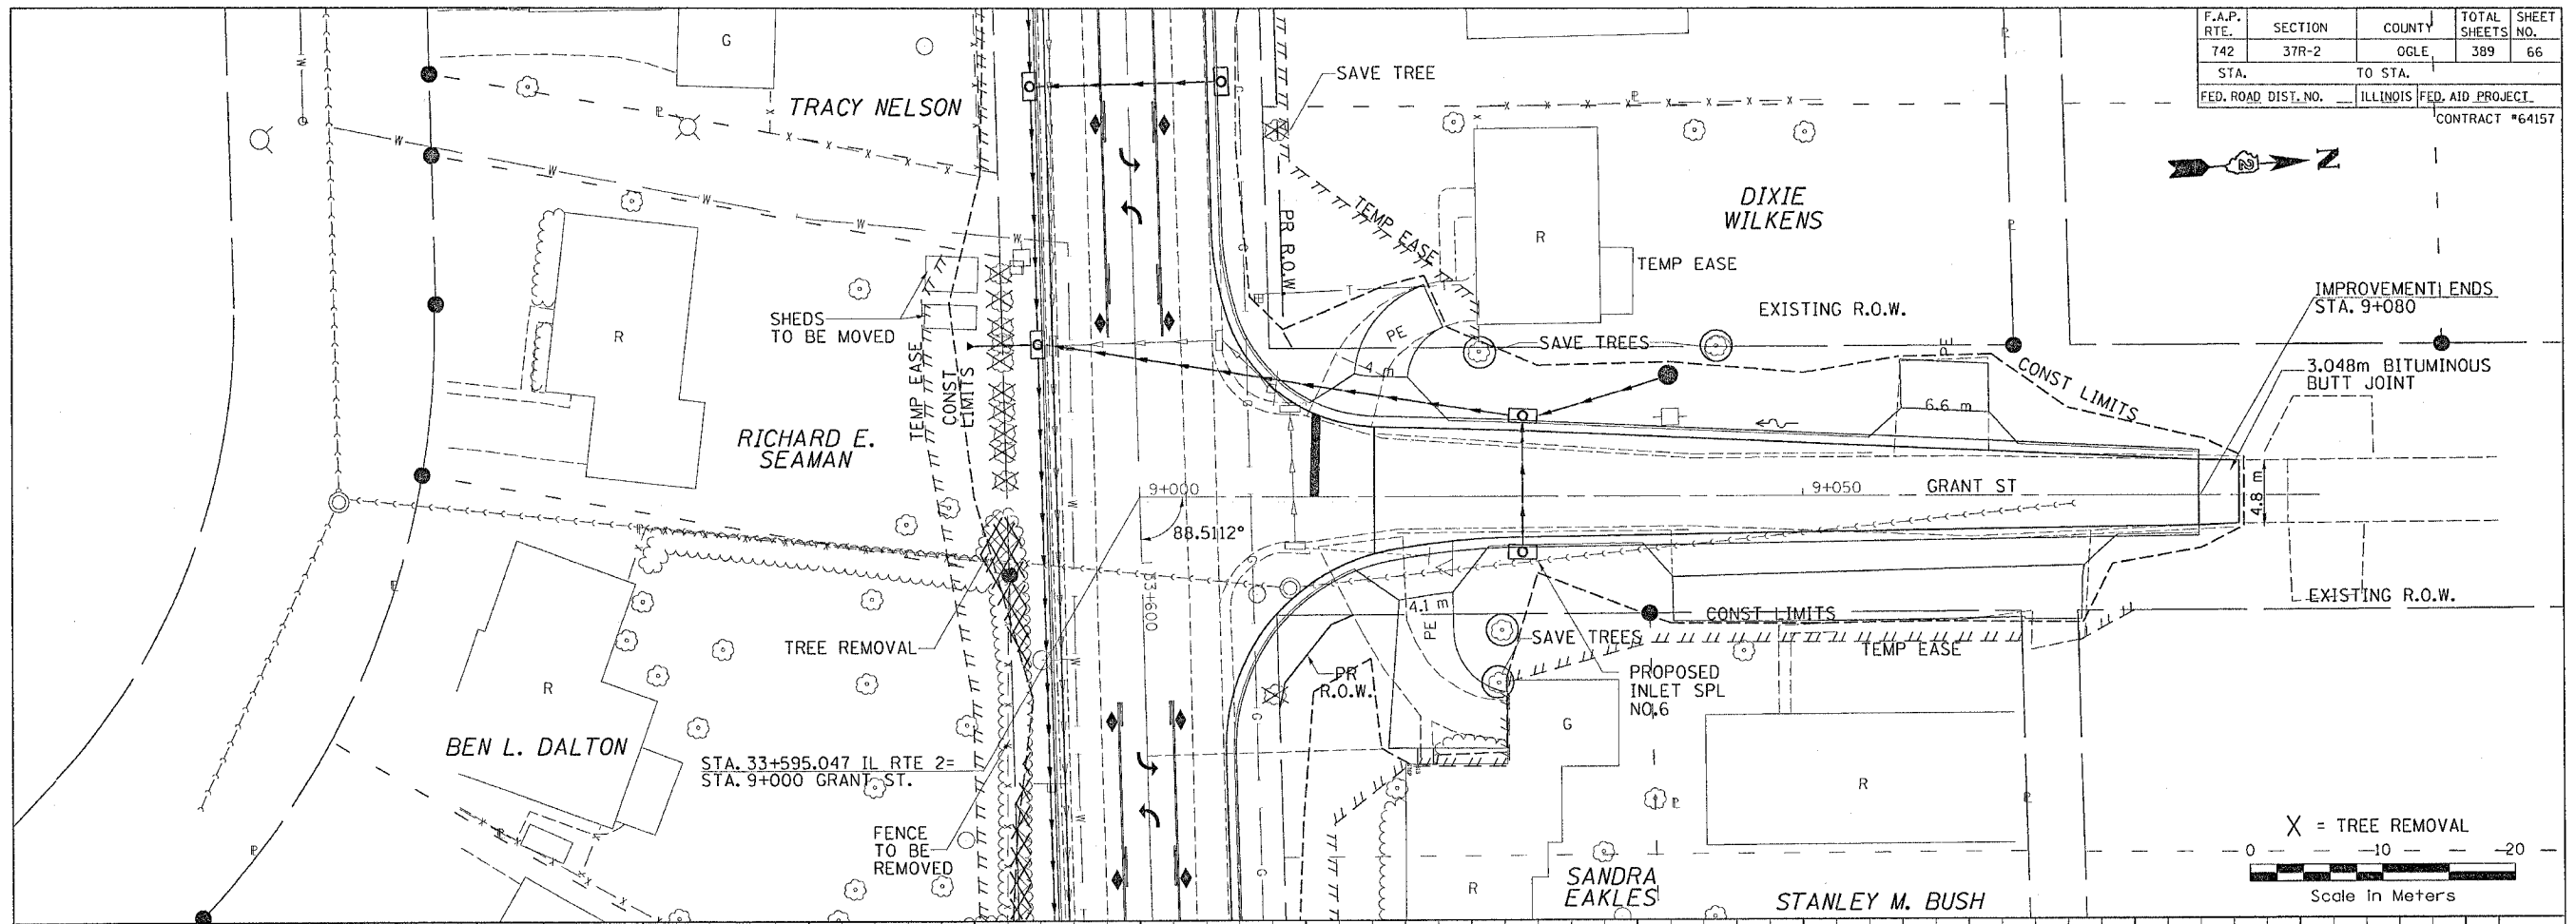 F.A.P. RTE. SECTION COUNTY TOTAL SHEETS SHEET NO.
742 37R-2 OGLE 389 66
STA. TO STA.
FED. ROAD DIST. NO. ILLINOIS FED. AID PROJECT
CONTRACT #64157
N
G
TRACY NELSON
SAVE TREE
DIXIE
WILKENS
R
TEMP EASE
PR R.O.W.
TEMP EASE
EXISTING R.O.W.
IMPROVEMENT ENDS
STA. 9+080
SHEDS
TO BE MOVED
R
TEMP EASE
CONST
LIMITS
PE
4 m
SAVE TREES
PE
CONST LIMITS
3.048m BITUMINOUS
BUTT JOINT
6.6 m
RICHARD E.
SEAMAN
9+000
9+050
GRANT ST
4.8 m
88.5112°
33+600
EXISTING R.O.W.
4.1 m
PE
CONST LIMITS
SAVE TREES
TEMP EASE
TREE REMOVAL
PR
R.O.W.
PROPOSED
INLET SPL
NO.6
R
G
BEN L. DALTON
STA. 33+595.047 IL RTE 2=
STA. 9+000 GRANT ST.
R
FENCE
TO BE
REMOVED
X = TREE REMOVAL
0 10 20
Scale in Meters
R
SANDRA
EAKLES
STANLEY M. BUSH